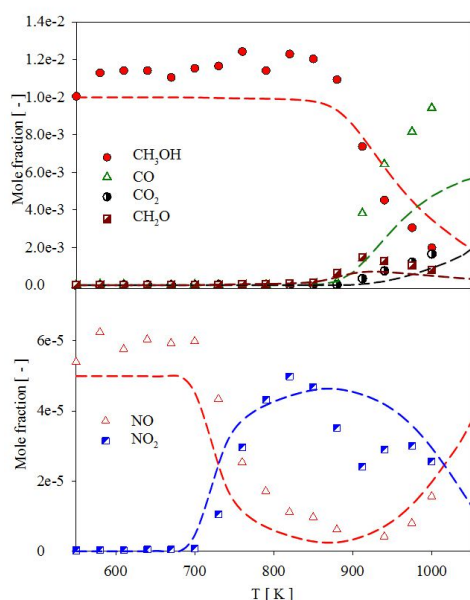 1.4e-2
1.2e-2
1.0e-2
8.0e-3
6.0e-3
4.0e-3
2.0e-3
0.0
Mole fraction [ - ]
CH₃OH
CO
CO₂
CH₂O
6e-5
4e-5
2e-5
0
Mole fraction [ - ]
NO
NO₂
600 700 800 900 1000
T [ K ]